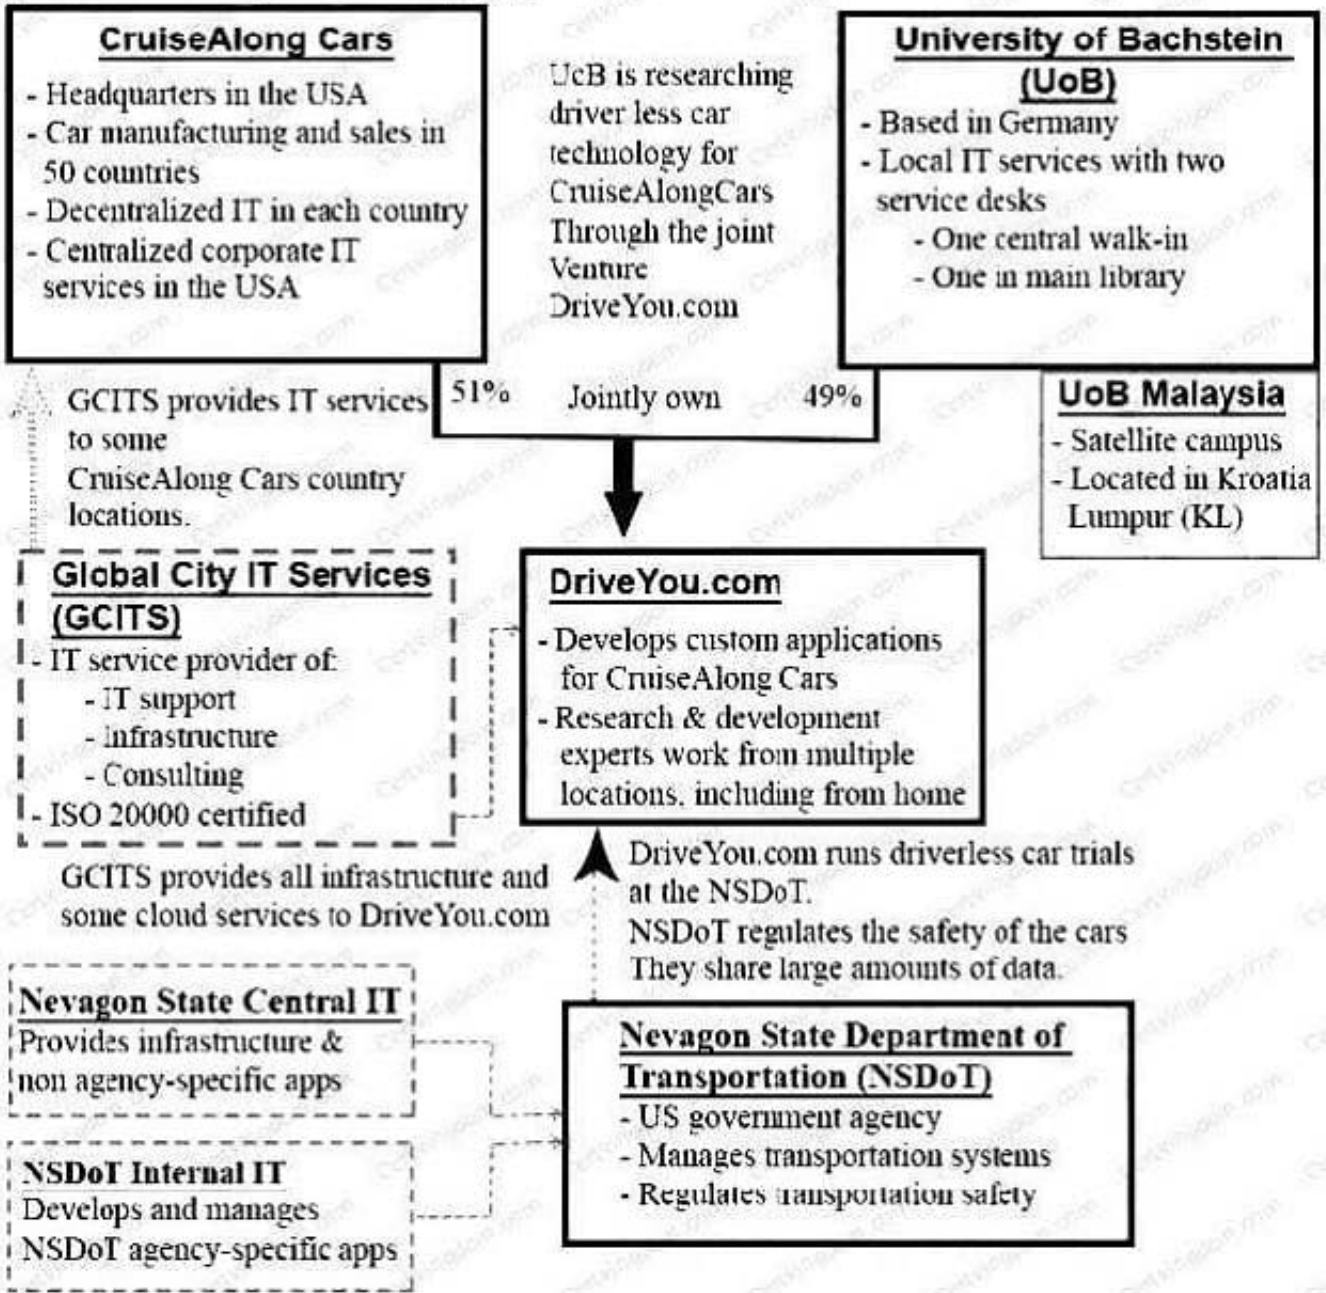 CruiseAlong Cars
- Headquarters in the USA
- Car manufacturing and sales in
50 countries
- Decentralized IT in each country
- Centralized corporate IT
services in the USA
UcB is researching
driver less car
technology for
CruiseAlongCars
Through the joint
Venture
DriveYou.com
University of Bachstein
(UoB)
- Based in Germany
- Local IT services with two
service desks
- One central walk-in
- One in main library
51% Jointly own 49%
UoB Malaysia
- Satellite campus
- Located in Kroatia
Lumpur (KL)
GCITS provides IT services
to some
CruiseAlong Cars country
locations.
Global City IT Services
(GCITS)
- IT service provider of:
- IT support
- Infrastructure
- Consulting
- ISO 20000 certified
DriveYou.com
- Develops custom applications
for CruiseAlong Cars
- Research & development
experts work from multiple
locations, including from home
GCITS provides all infrastructure and
some cloud services to DriveYou.com
DriveYou.com runs driverless car trials
at the NSDoT.
NSDoT regulates the safety of the cars
They share large amounts of data.
Nevagon State Central IT
Provides infrastructure &
non agency-specific apps
NSDoT Internal IT
Develops and manages
NSDoT agency-specific apps
Nevagon State Department of
Transportation (NSDoT)
- US government agency
- Manages transportation systems
- Regulates transportation safety